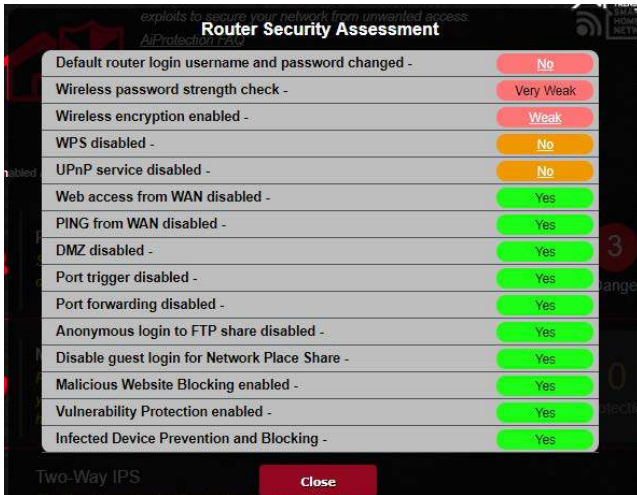 exploits to secure your network from unwanted access.
AiProtection FAQ
Router Security Assessment
Default router login username and password changed - No
Wireless password strength check - Very Weak
Wireless encryption enabled - Weak
WPS disabled - No
UPnP service disabled - No
Web access from WAN disabled - Yes
PING from WAN disabled - Yes
DMZ disabled - Yes
Port trigger disabled - Yes
Port forwarding disabled - Yes
Anonymous login to FTP share disabled - Yes
Disable guest login for Network Place Share - Yes
Malicious Website Blocking enabled - Yes
Vulnerability Protection enabled - Yes
Infected Device Prevention and Blocking - Yes
3
0
Two-Way IPS
Close